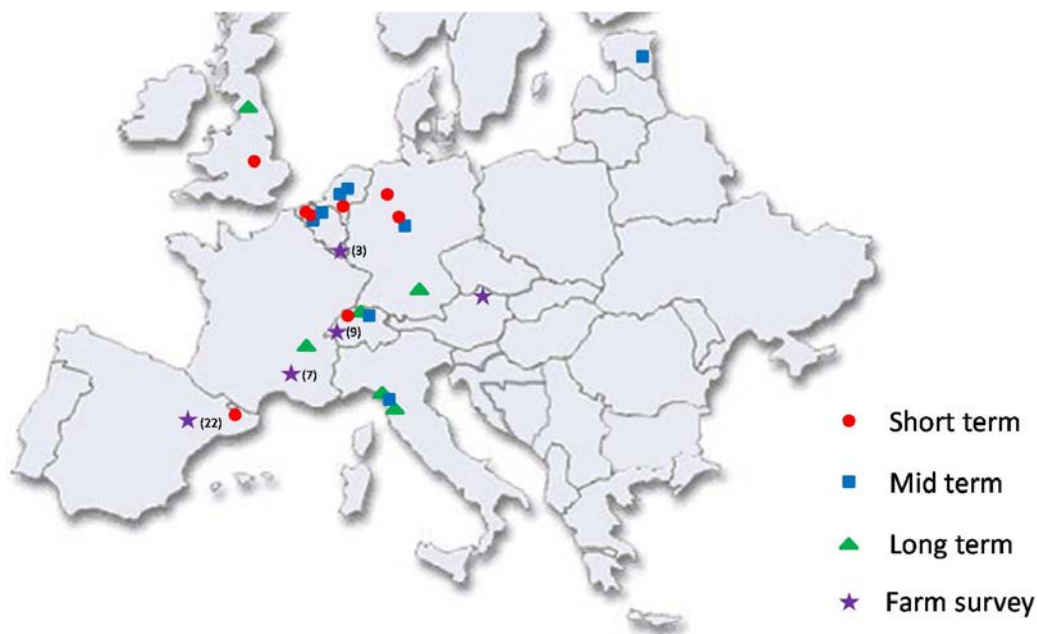 (3)
(9)
(7)
(22)
Short term
Mid term
Long term
Farm survey